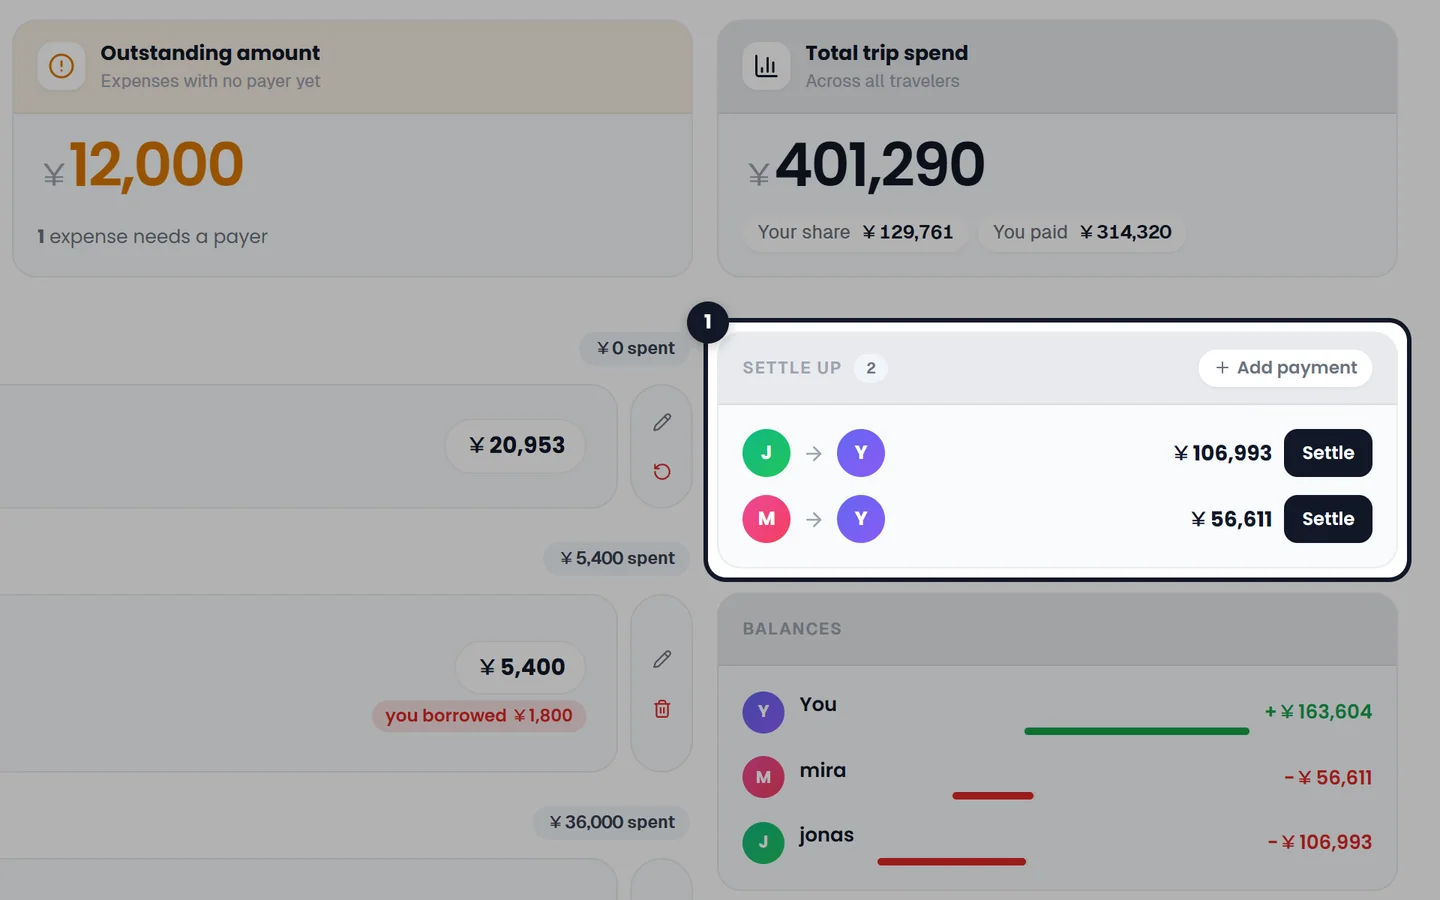 Outstanding amount
Expenses with no payer yet
¥12,000
1 expense needs a payer
Total trip spend
Across all travelers
¥401,290
Your share ¥129,761
You paid ¥314,320
¥0 spent
¥20,953
¥5,400 spent
¥5,400
you borrowed ¥1,800
¥36,000 spent
1
SETTLE UP 2
+ Add payment
J → Y ¥106,993 Settle
M → Y ¥56,611 Settle
BALANCES
Y You +¥163,604
M mira -¥56,611
J jonas -¥106,993